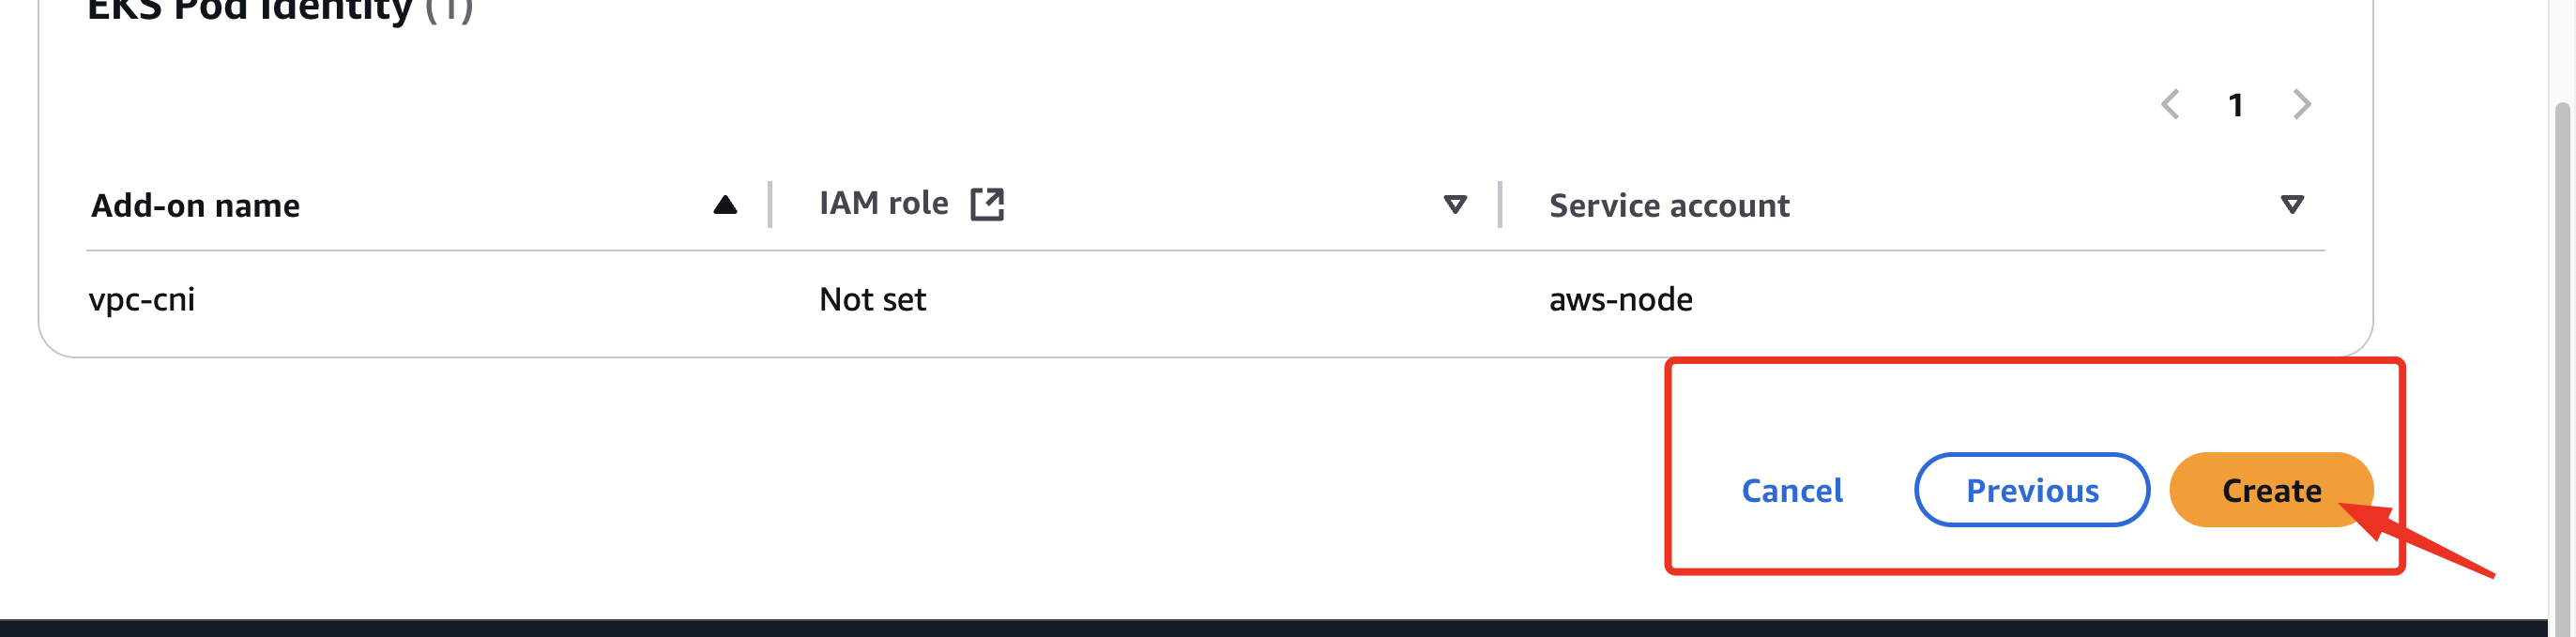 EKS Pod Identity (1)
1
Add-on name IAM role Service account
vpc-cni Not set aws-node
Cancel Previous Create